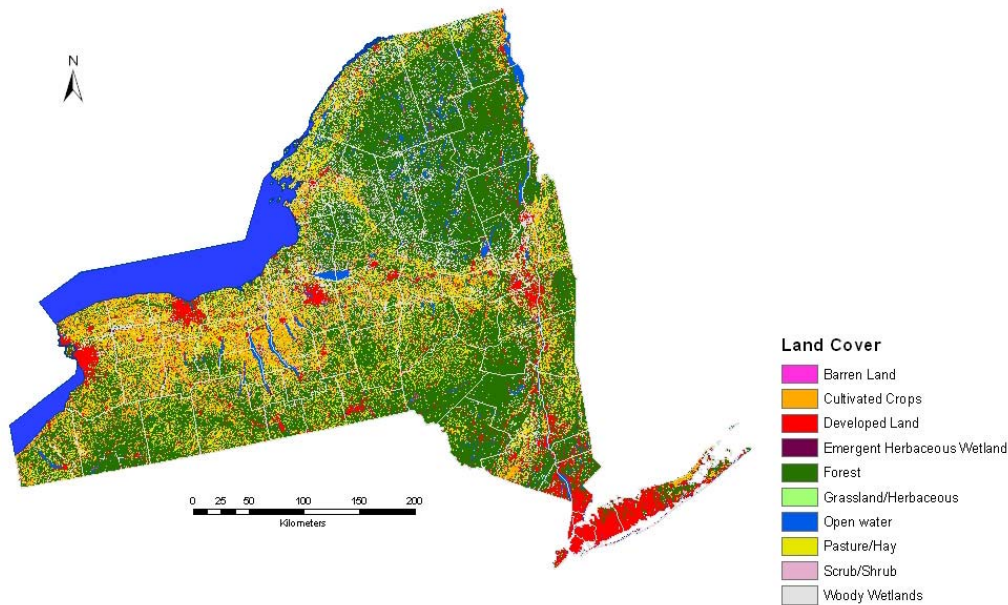 N
0 25 50 100 150 200
Kilometers
Land Cover
Barren Land
Cultivated Crops
Developed Land
Emergent Herbaceous Wetland
Forest
Grassland/Herbaceous
Open water
Pasture/Hay
Scrub/Shrub
Woody Wetlands